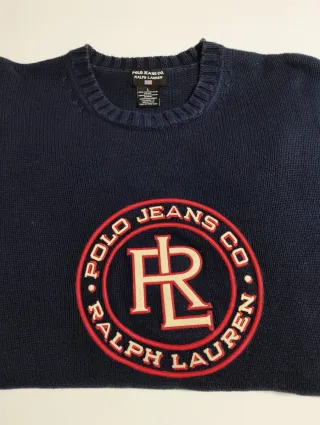 POLO JEANS CO.
RALPH LAUREN
L
POLO JEANS CO
RL
RALPH LAUREN